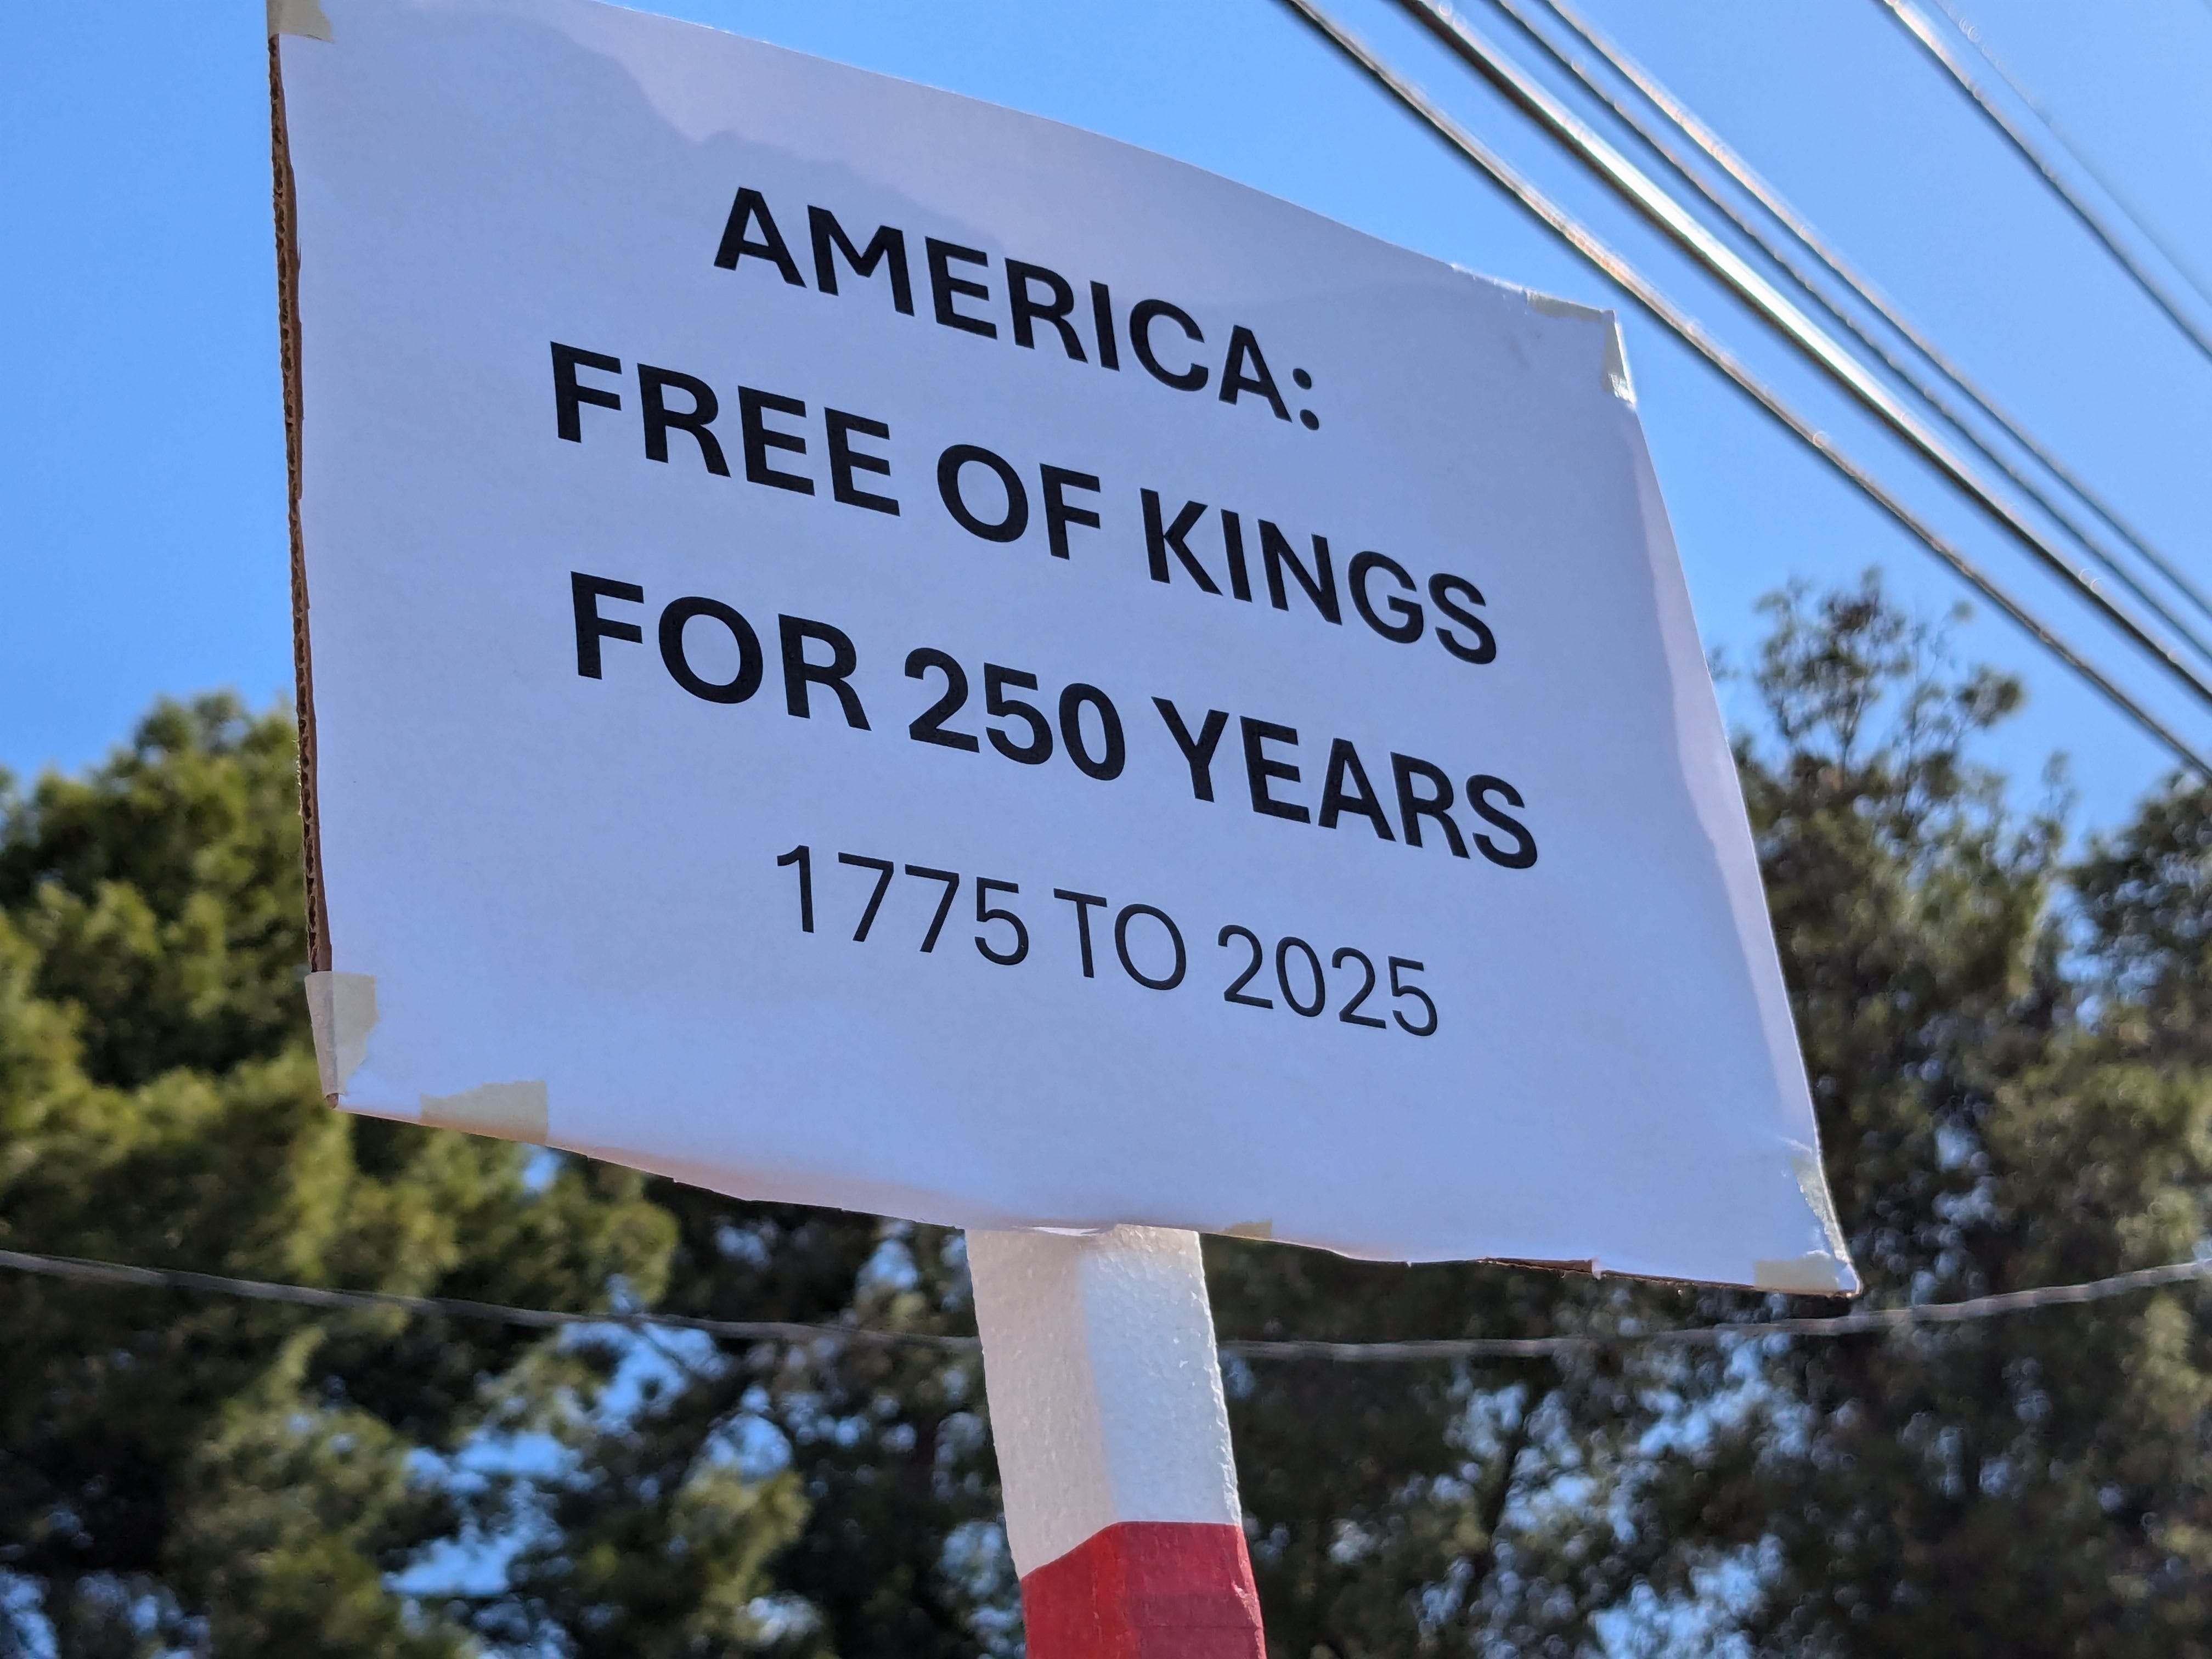 AMERICA:
FREE OF KINGS
FOR 250 YEARS
1775 TO 2025